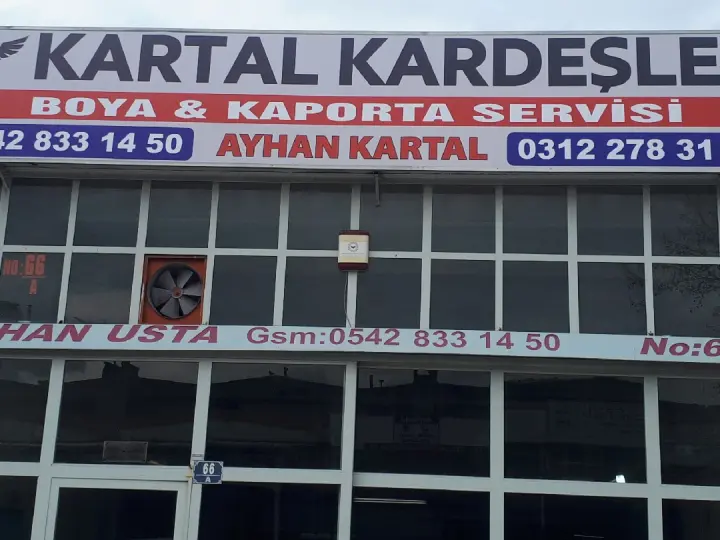 KARTAL KARDEŞLE
BOYA & KAPORTA SERVİSİ
42 833 14 50
AYHAN KARTAL
0312 278 31
NO:66
A
HAN USTA Gsm:0542 833 14 50 No:6
66
A